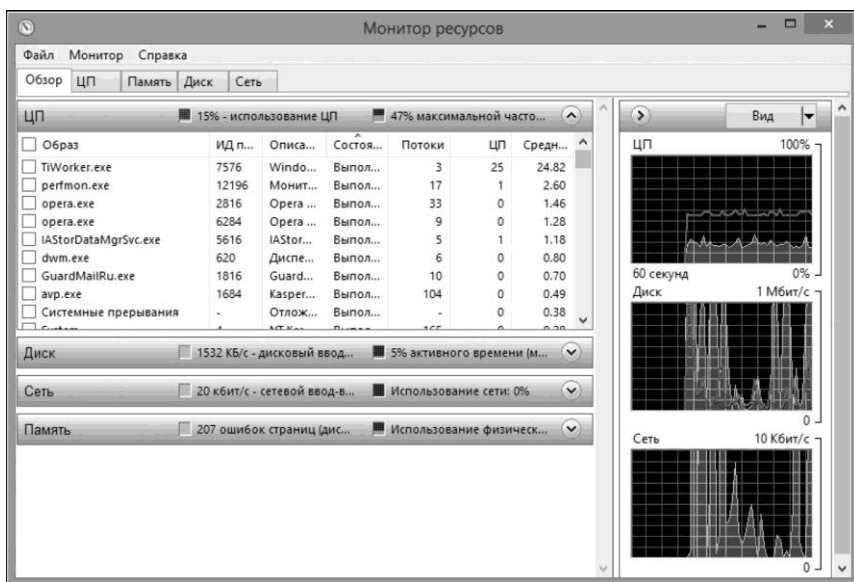 Монитор ресурсов
Файл Монитор Справка
Обзор ЦП Память Диск Сеть
ЦП 15% - использование ЦП 47% максимальной часто...
Образ ИД п... Описа... Состоя... Потоки ЦП Средн...
TiWorker.exe 7576 Windo... Выпол... 3 25 24.82
perfmon.exe 12196 Монит... Выпол... 17 1 2.60
opera.exe 2816 Opera ... Выпол... 33 0 1.46
opera.exe 6284 Opera ... Выпол... 9 0 1.28
IAStorDataMgrSvc.exe 5616 IAStor... Выпол... 5 1 1.18
dwm.exe 620 Диспе... Выпол... 6 0 0.80
GuardMailRu.exe 1816 Guard... Выпол... 10 0 0.70
avp.exe 1684 Kasper... Выпол... 104 0 0.49
Системные прерывания - Отлож... Выпол... - 0 0.38
Диск 1532 КБ/с - дисковый ввод... 5% активного времени (м...
Сеть 20 кбит/с - сетевой ввод-в... Использование сети: 0%
Память 207 ошибок страниц (дис... Использование физическ...
Вид
ЦП 100%
60 секунд 0%
Диск 1 Мбит/с
0
Сеть 10 Кбит/с
0